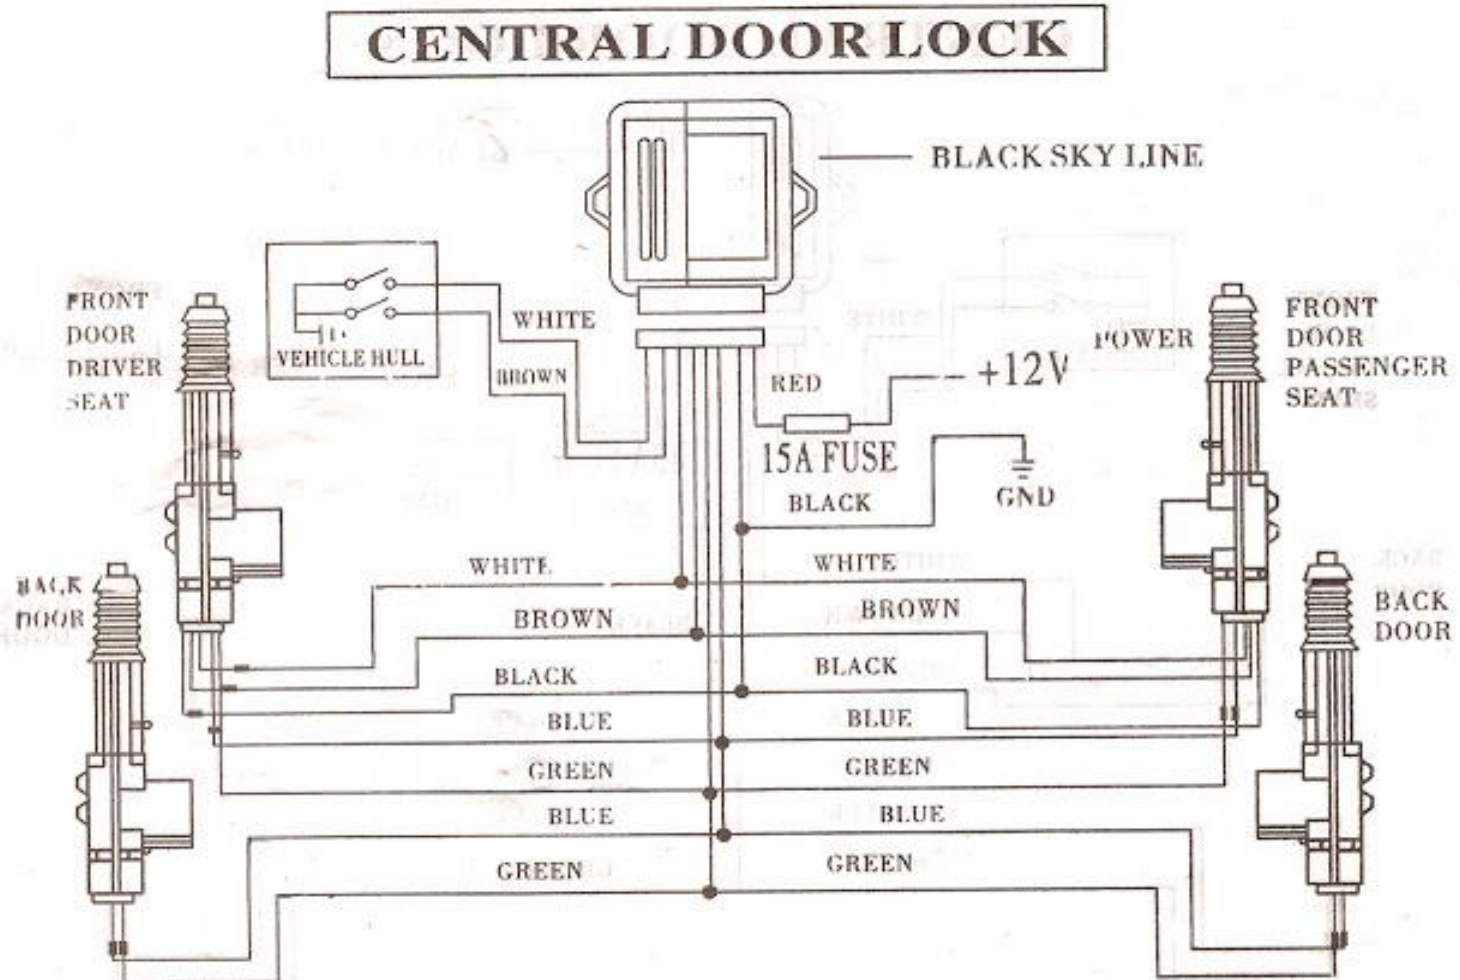 CENTRAL DOOR LOCK
BLACK SKY LINE
FRONT
DOOR
DRIVER
SEAT
VEHICLE HULL
WHITE
BROWN
RED
+12V
15A FUSE
POWER
FRONT
DOOR
PASSENGER
SEAT
BLACK
GND
BACK
DOOR
WHITE
WHITE
BROWN
BROWN
BACK
DOOR
BLACK
BLACK
BLUE
BLUE
GREEN
GREEN
BLUE
BLUE
GREEN
GREEN